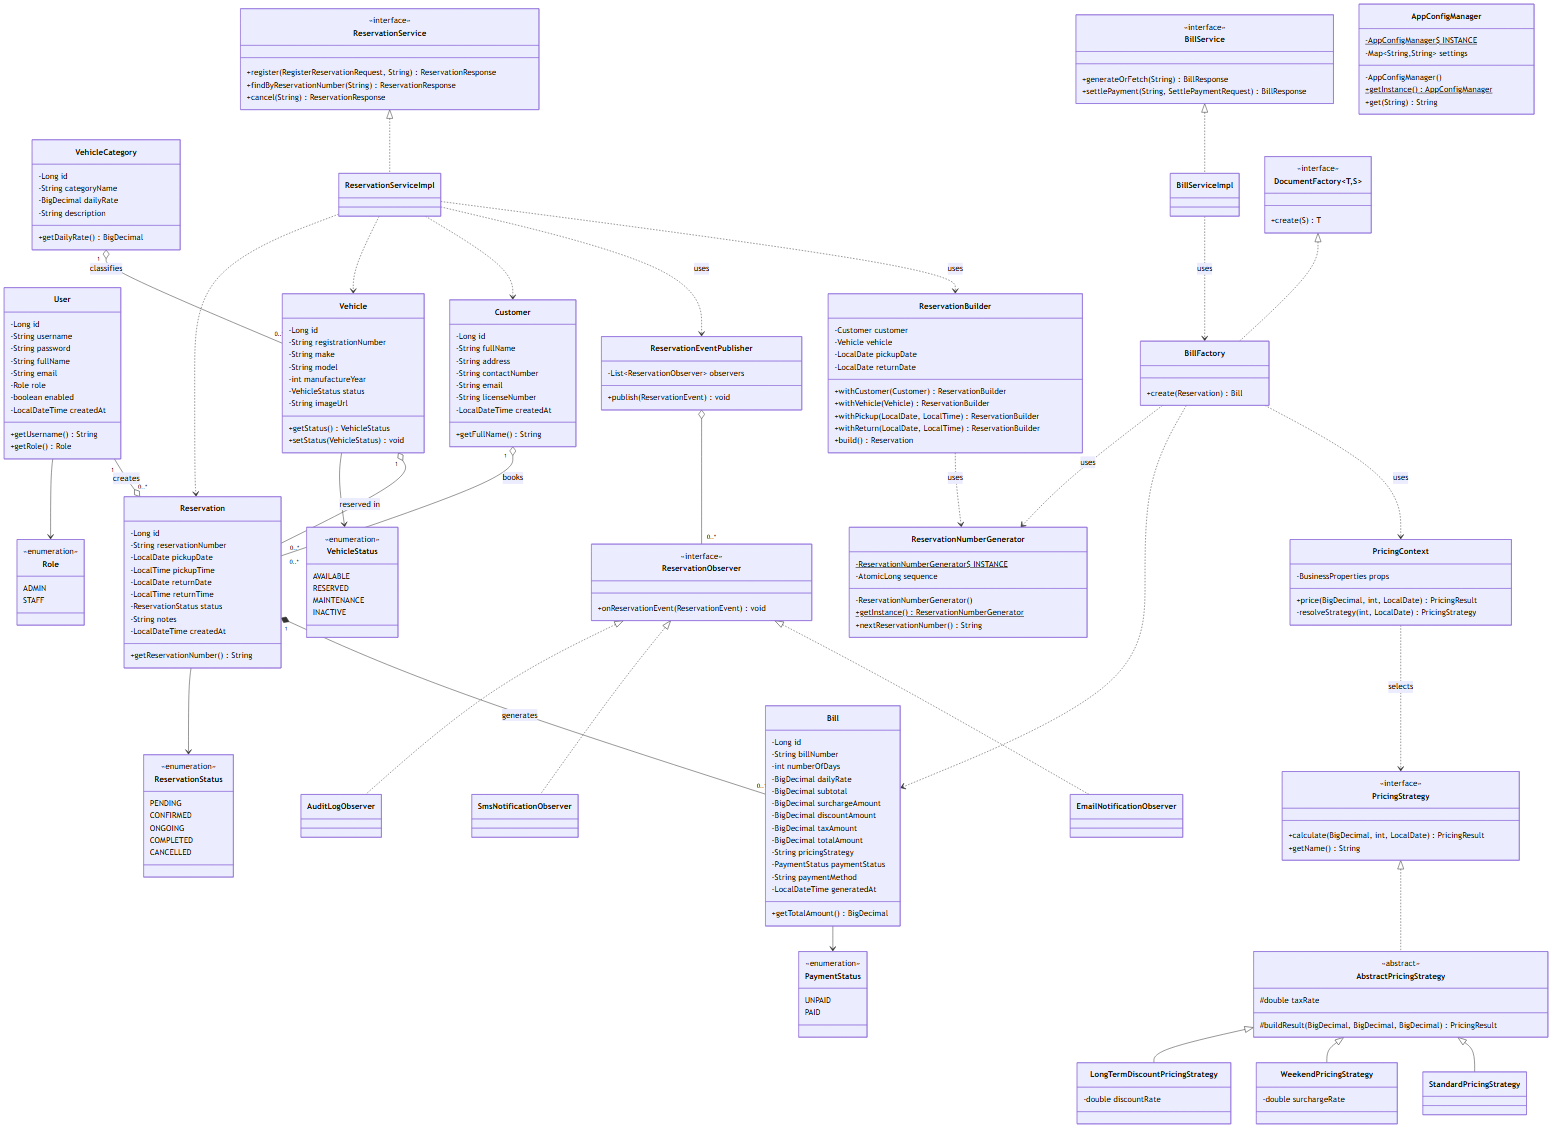 <<interface>>
ReservationService
+register(RegisterReservationRequest, String) : ReservationResponse
+findByReservationNumber(String) : ReservationResponse
+cancel(String) : ReservationResponse
<<interface>>
BillService
+generateOrFetch(String) : BillResponse
+settlePayment(String, SettlePaymentRequest) : BillResponse
AppConfigManager
-AppConfigManager$ INSTANCE
-Map<String,String> settings
-AppConfigManager()
+getInstance() : AppConfigManager
+get(String) : String
VehicleCategory
-Long id
-String categoryName
-BigDecimal dailyRate
-String description
+getDailyRate() : BigDecimal
ReservationServiceImpl
BillServiceImpl
<<interface>>
DocumentFactory<T,S>
+create(S) : T
1
classifies
0..
uses
uses
uses
User
-Long id
-String username
-String password
-String fullName
-String email
-Role role
-boolean enabled
-LocalDateTime createdAt
+getUsername() : String
+getRole() : Role
Vehicle
-Long id
-String registrationNumber
-String make
-String model
-int manufactureYear
-VehicleStatus status
-String imageUrl
+getStatus() : VehicleStatus
+setStatus(VehicleStatus) : void
Customer
-Long id
-String fullName
-String address
-String contactNumber
-String email
-String licenseNumber
-LocalDateTime createdAt
+getFullName() : String
ReservationEventPublisher
-List<ReservationObserver> observers
+publish(ReservationEvent) : void
ReservationBuilder
-Customer customer
-Vehicle vehicle
-LocalDate pickupDate
-LocalDate returnDate
+withCustomer(Customer) : ReservationBuilder
+withVehicle(Vehicle) : ReservationBuilder
+withPickup(LocalDate, LocalTime) : ReservationBuilder
+withReturn(LocalDate, LocalTime) : ReservationBuilder
+build() : Reservation
BillFactory
+create(Reservation) : Bill
1
creates
0..*
1
reserved in
0..*
1
books
0..*
uses
uses
uses
0..*
<<enumeration>>
Role
ADMIN
STAFF
Reservation
-Long id
-String reservationNumber
-LocalDate pickupDate
-LocalTime pickupTime
-LocalDate returnDate
-LocalTime returnTime
-ReservationStatus status
-String notes
-LocalDateTime createdAt
+getReservationNumber() : String
<<enumeration>>
VehicleStatus
AVAILABLE
RESERVED
MAINTENANCE
INACTIVE
<<interface>>
ReservationObserver
+onReservationEvent(ReservationEvent) : void
ReservationNumberGenerator
-ReservationNumberGenerator$ INSTANCE
-AtomicLong sequence
-ReservationNumberGenerator()
+getInstance() : ReservationNumberGenerator
+nextReservationNumber() : String
PricingContext
-BusinessProperties props
+price(BigDecimal, int, LocalDate) : PricingResult
-resolveStrategy(int, LocalDate) : PricingStrategy
1
generates
0..
selects
<<enumeration>>
ReservationStatus
PENDING
CONFIRMED
ONGOING
COMPLETED
CANCELLED
AuditLogObserver
SmsNotificationObserver
Bill
-Long id
-String billNumber
-int numberOfDays
-BigDecimal dailyRate
-BigDecimal subtotal
-BigDecimal surchargeAmount
-BigDecimal discountAmount
-BigDecimal taxAmount
-BigDecimal totalAmount
-String pricingStrategy
-PaymentStatus paymentStatus
-String paymentMethod
-LocalDateTime generatedAt
+getTotalAmount() : BigDecimal
EmailNotificationObserver
<<interface>>
PricingStrategy
+calculate(BigDecimal, int, LocalDate) : PricingResult
+getName() : String
<<enumeration>>
PaymentStatus
UNPAID
PAID
<<abstract>>
AbstractPricingStrategy
#double taxRate
#buildResult(BigDecimal, BigDecimal, BigDecimal) : PricingResult
LongTermDiscountPricingStrategy
-double discountRate
WeekendPricingStrategy
-double surchargeRate
StandardPricingStrategy